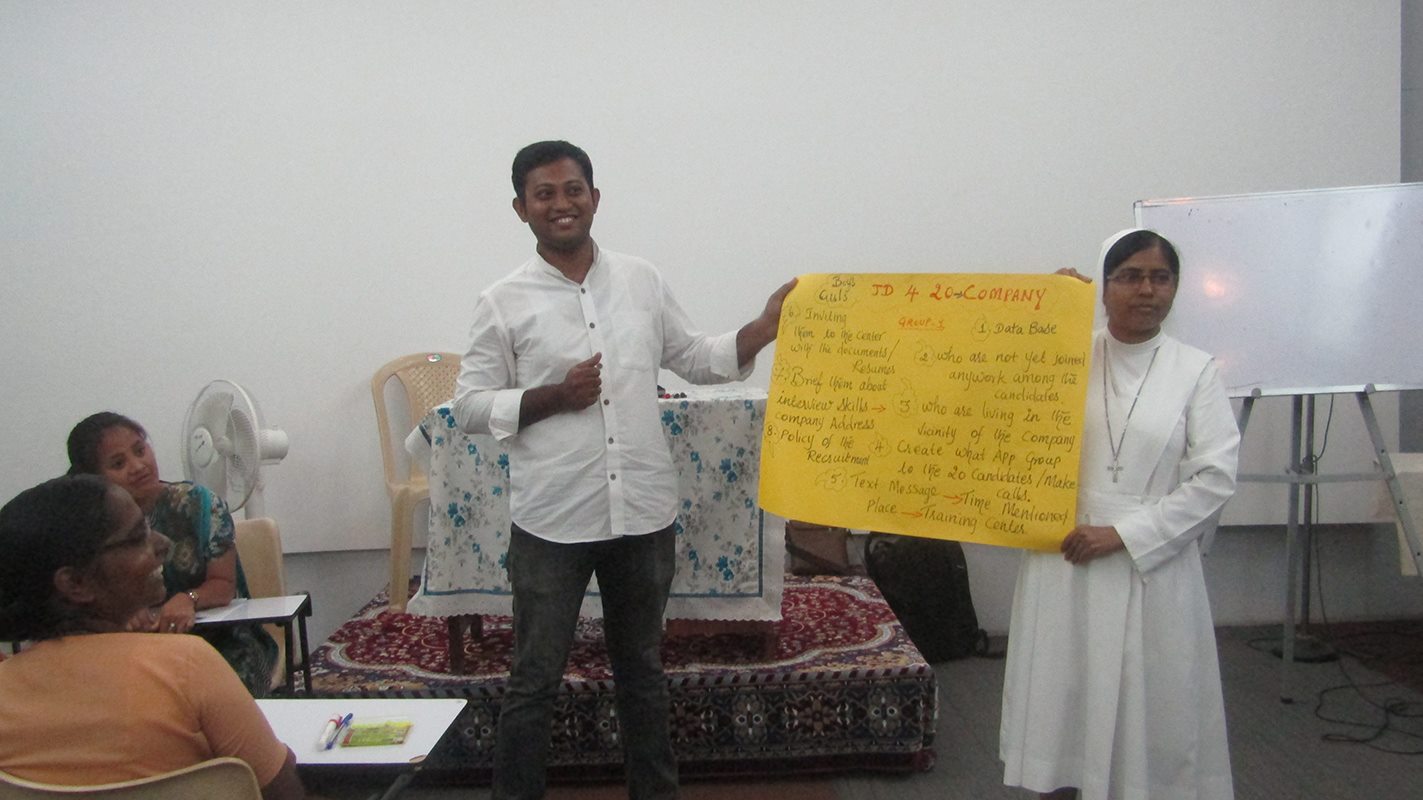 Boys
Girls
JD 4 20→COMPANY
GROUP-1
1. Data Base
2 who are not yet joined
anywork among the
candidates
3. who are living in the
vicinity of the Company
4. Create what App Group
to the 20 Candidates/Make
calls.
5. Text Message → Time Mentioned
Place → Training Center.
6. Inviting
them to the center
with the documents/
Resumes
7. Brief them about
interview skills →
company Address
8. Policy of the
Recruitment